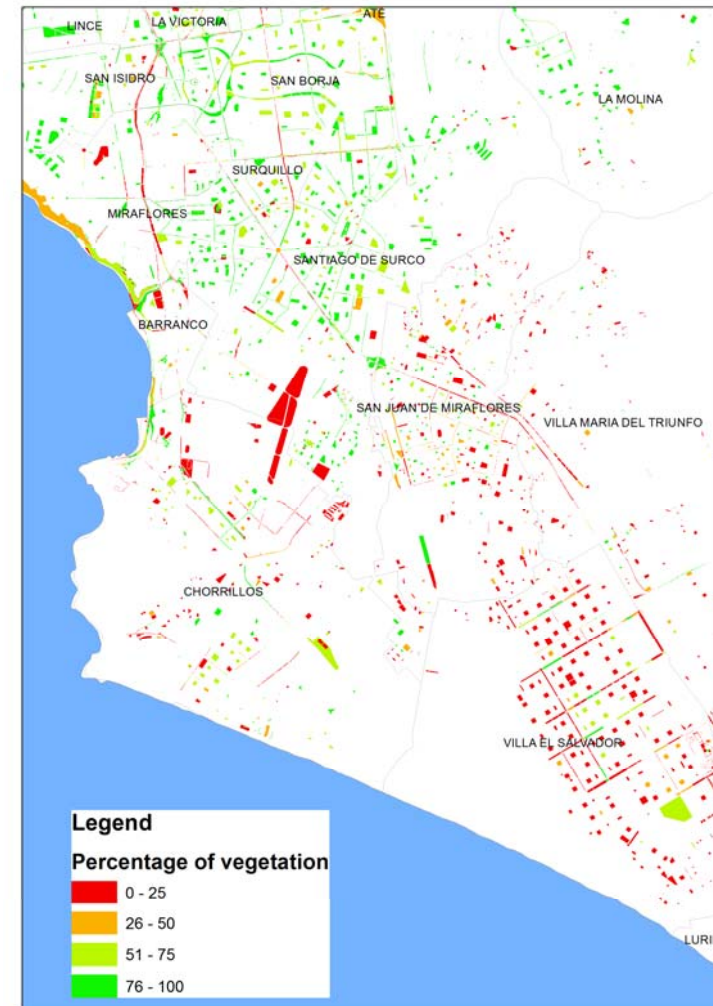 LA VICTORIA
ATE
LINCE
SAN ISIDRO
SAN BORJA
LA MOLINA
SURQUILLO
MIRAFLORES
SANTIAGO DE SURCO
BARRANCO
SAN JUAN DE MIRAFLORES
VILLA MARIA DEL TRIUNFO
CHORRILLOS
VILLA EL SALVADOR
LURI
Legend
Percentage of vegetation
0 - 25
26 - 50
51 - 75
76 - 100